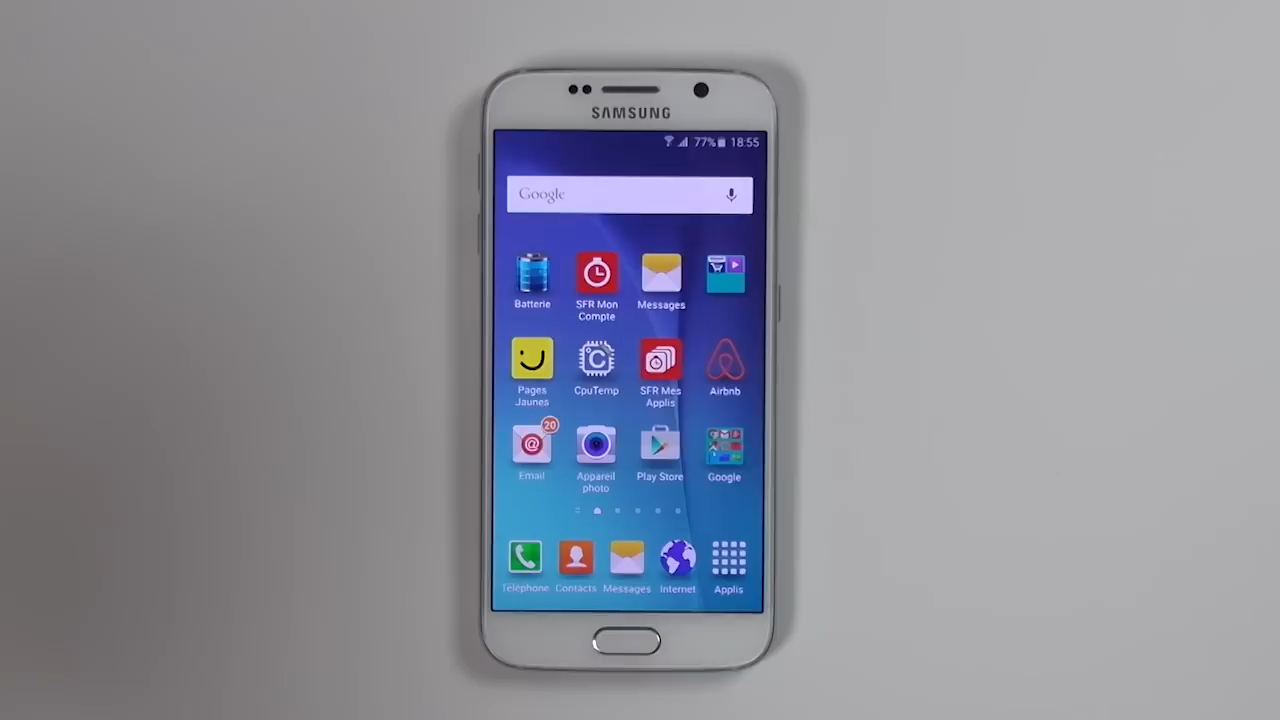 SAMSUNG
77% 18:55
Google
Batterie
SFR Mon
Compte
Messages
Pages
Jaunes
CpuTemp
SFR Mes
Applis
Airbnb
20
Email
Appareil
photo
Play Store
Google
Téléphone
Contacts
Messages
Internet
Applis